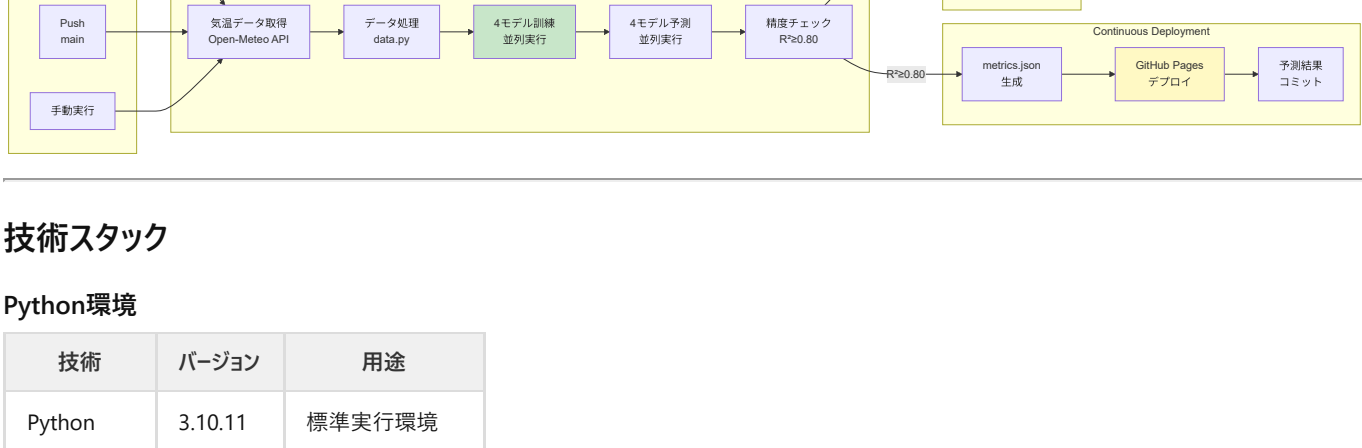 Push
main
気温データ取得
Open-Meteo API
データ処理
data.py
4モデル訓練
並列実行
4モデル予測
並列実行
精度チェック
R²≥0.80
手動実行
R²≥0.80
Continuous Deployment
metrics.json
生成
GitHub Pages
デプロイ
予測結果
コミット
技術スタック
Python環境
技術 バージョン 用途
Python 3.10.11 標準実行環境